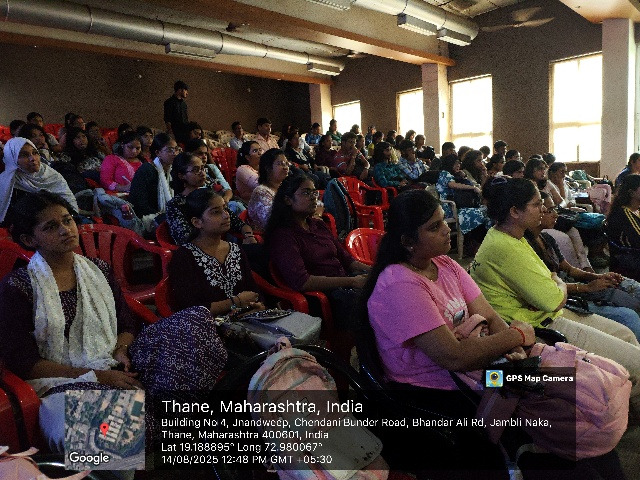 GPS Map Camera
Thane, Maharashtra, India
Building No 4, Jnandweep, Chendani Bunder Road, Bhandar Ali Rd, Jambli Naka,
Thane, Maharashtra 400601, India
Lat 19.188895° Long 72.980067°
14/08/2025 12:48 PM GMT +05:30
Google